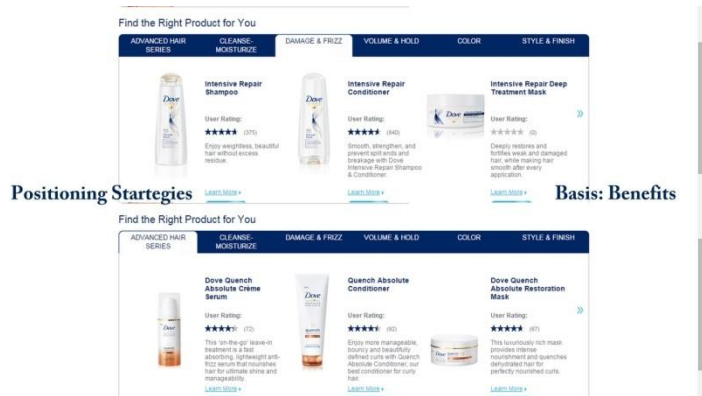 Find the Right Product for You
ADVANCED HAIR SERIES
CLEANSE-MOISTURIZE
DAMAGE & FRIZZ
VOLUME & HOLD
COLOR
STYLE & FINISH
Dove
Intensive Repair
Shampoo
User Rating:
(375)
Enjoy weightless, beautiful
hair without excess
residue.
Learn More
Dove
Intensive Repair
Conditioner
User Rating:
(840)
Smooth, strengthen, and
prevent split ends and
breakage with Dove
Intensive Repair Shampoo
& Conditioner.
Learn More
Dove
Intensive Repair Deep
Treatment Mask
User Rating:
(0)
Deeply restores and
fortifies weak and damaged
hair, while making hair
smooth after every
application.
Learn More
»
Positioning Startegies
Basis: Benefits
Find the Right Product for You
ADVANCED HAIR SERIES
CLEANSE-MOISTURIZE
DAMAGE & FRIZZ
VOLUME & HOLD
COLOR
STYLE & FINISH
Dove
Dove Quench
Absolute Crème
Serum
User Rating:
(72)
This 'on-the-go' leave-in
treatment is a fast
absorbing, lightweight anti-
frizz serum that nourishes
hair for ultimate shine and
manageability.
Learn More
Dove
quench
Quench Absolute
Conditioner
User Rating:
(92)
Enjoy more manageable,
bouncy and beautifully
defined curls with Quench
Absolute Conditioner, our
best conditioner for curly
hair.
Learn More
Dove
Dove Quench
Absolute Restoration
Mask
User Rating:
(67)
This luxuriously rich mask
provides intense
nourishment and quenches
dehydrated hair for
perfectly nourished curls.
Learn More
»